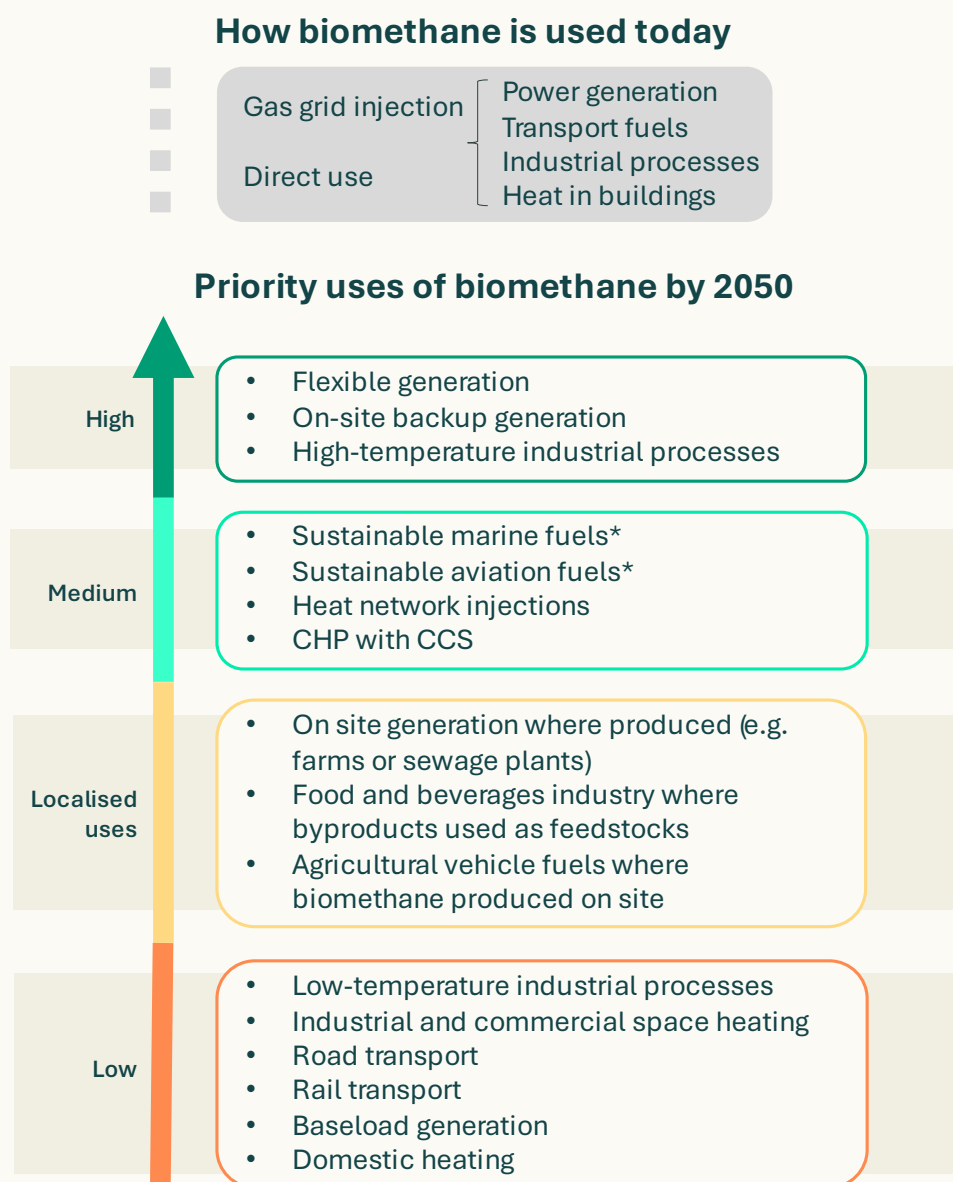 How biomethane is used today
Gas grid injection
Direct use
Power generation
Transport fuels
Industrial processes
Heat in buildings
Priority uses of biomethane by 2050
High
• Flexible generation
• On-site backup generation
• High-temperature industrial processes
Medium
• Sustainable marine fuels*
• Sustainable aviation fuels*
• Heat network injections
• CHP with CCS
Localised
uses
• On site generation where produced (e.g.
farms or sewage plants)
• Food and beverages industry where
byproducts used as feedstocks
• Agricultural vehicle fuels where
biomethane produced on site
Low
• Low-temperature industrial processes
• Industrial and commercial space heating
• Road transport
• Rail transport
• Baseload generation
• Domestic heating